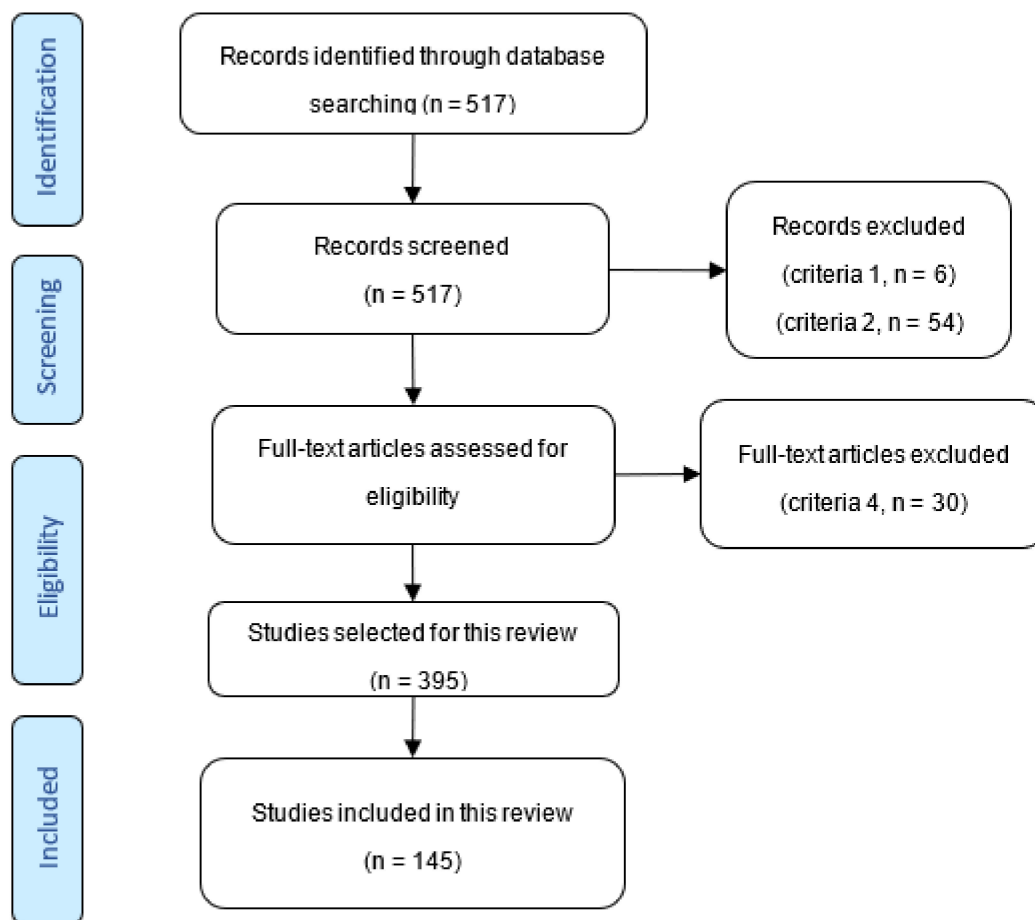 Identification
Records identified through database
searching (n = 517)
Screening
Records screened
(n = 517)
Records excluded
(criteria 1, n = 6)
(criteria 2, n = 54)
Eligibility
Full-text articles assessed for
eligibility
Full-text articles excluded
(criteria 4, n = 30)
Studies selected for this review
(n = 395)
Included
Studies included in this review
(n = 145)